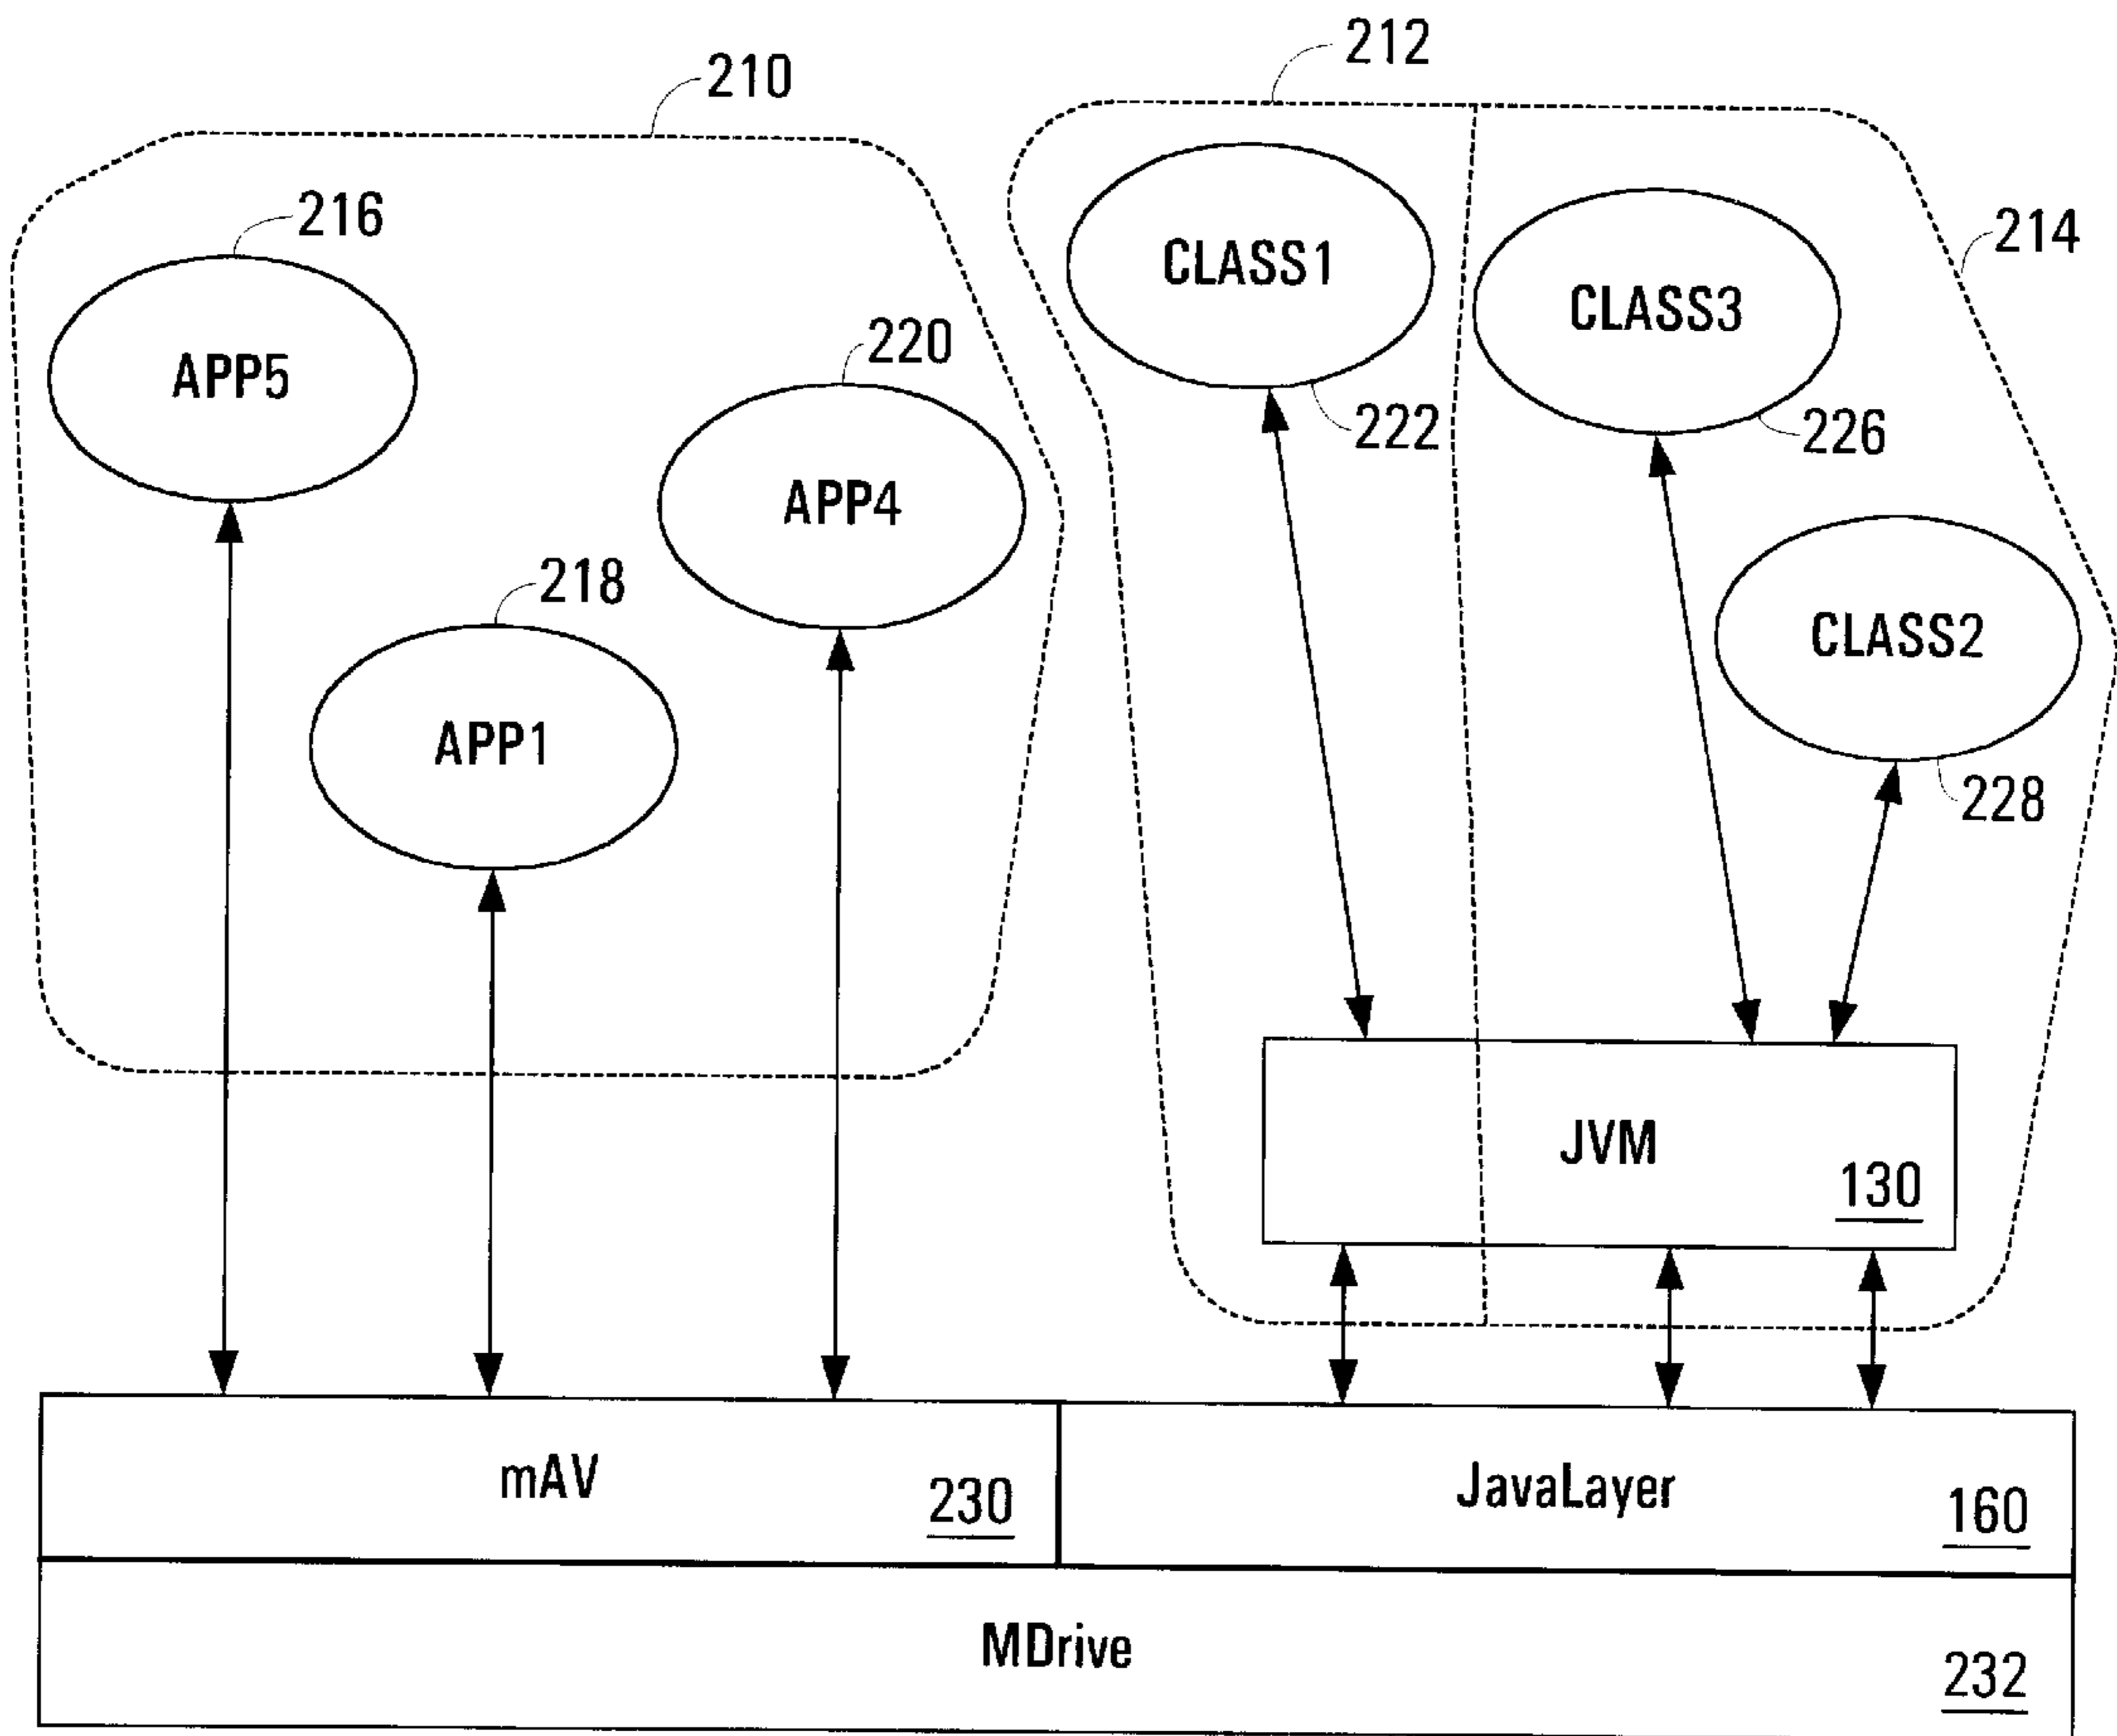 212
210
216
214
CLASS1
CLASS3
220
APP5
222
226
APP4
218
CLASS2
APP1
228
JVM
130
mAV
230
JavaLayer
160
MDrive
232